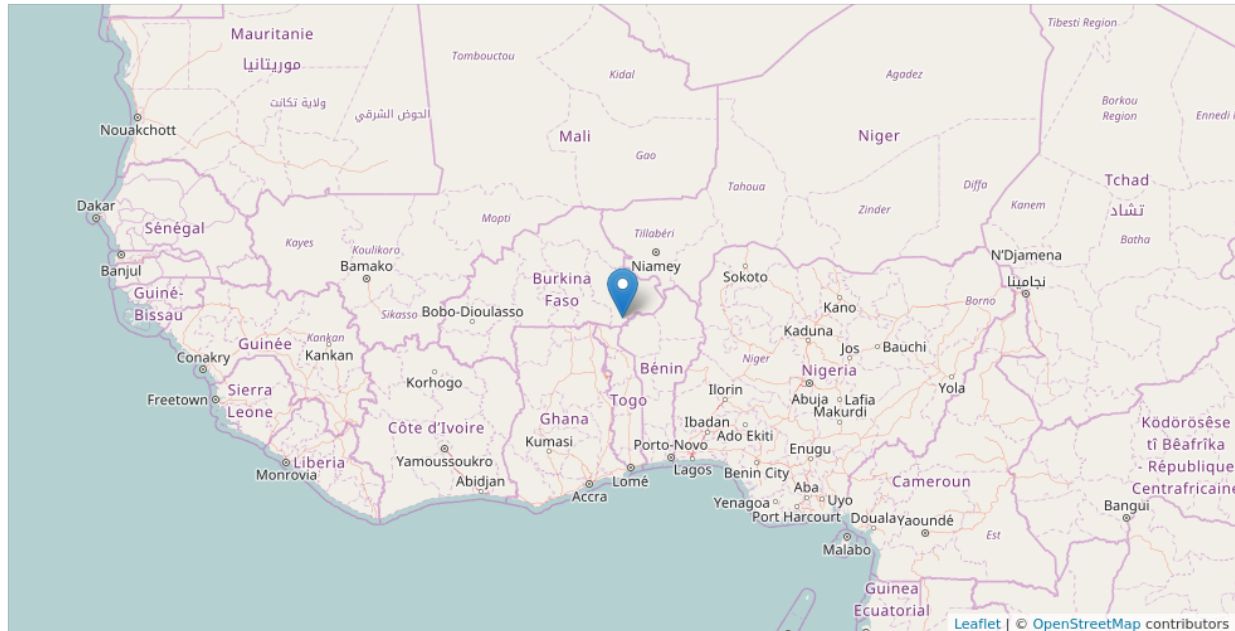 Mauritanie
موريتانيا
Tombouctou
Kidal
Agadez
Tibesti Region
ولاية تكانت
الحوض الشرقي
Borkou
Region
Nouakchott
Mali
Niger
Gao
Tahoua
Diffa
Zinder
Kanem
Tchad
تشاد
Batha
Dakar
Sénégal
Mopti
Tillabéri
Kayes
Koulikoro
Banjul
Bamako
Niamey
Sokoto
N'Djamena
نجامينا
Guiné-
Bissau
Burkina
Faso
Sikasso
Bobo-Dioulasso
Kano
Borno
Guinée
Kankan
Kankan
Kaduna
Jos
Bauchi
Conakry
Bénin
Niger
Nigeria
Korhogo
Sierra
Leone
Freetown
Togo
Ilorin
Abuja
Lafia
Yola
Makurdi
Ghana
Côte d'Ivoire
Kumasi
Ibadan
Ado Ekiti
Ködörösêse
tî Bêafrîka
- République
Centrafricaine
Liberia
Yamoussoukro
Porto-Novo
Enugu
Monrovia
Abidjan
Lomé
Lagos
Benin City
Cameroun
Accra
Aba
Uyo
Yenagoa
Port Harcourt
Douala
Yaoundé
Bangui
Est
Malabo
Guinea
Ecuatorial
Leaflet | © OpenStreetMap contributors